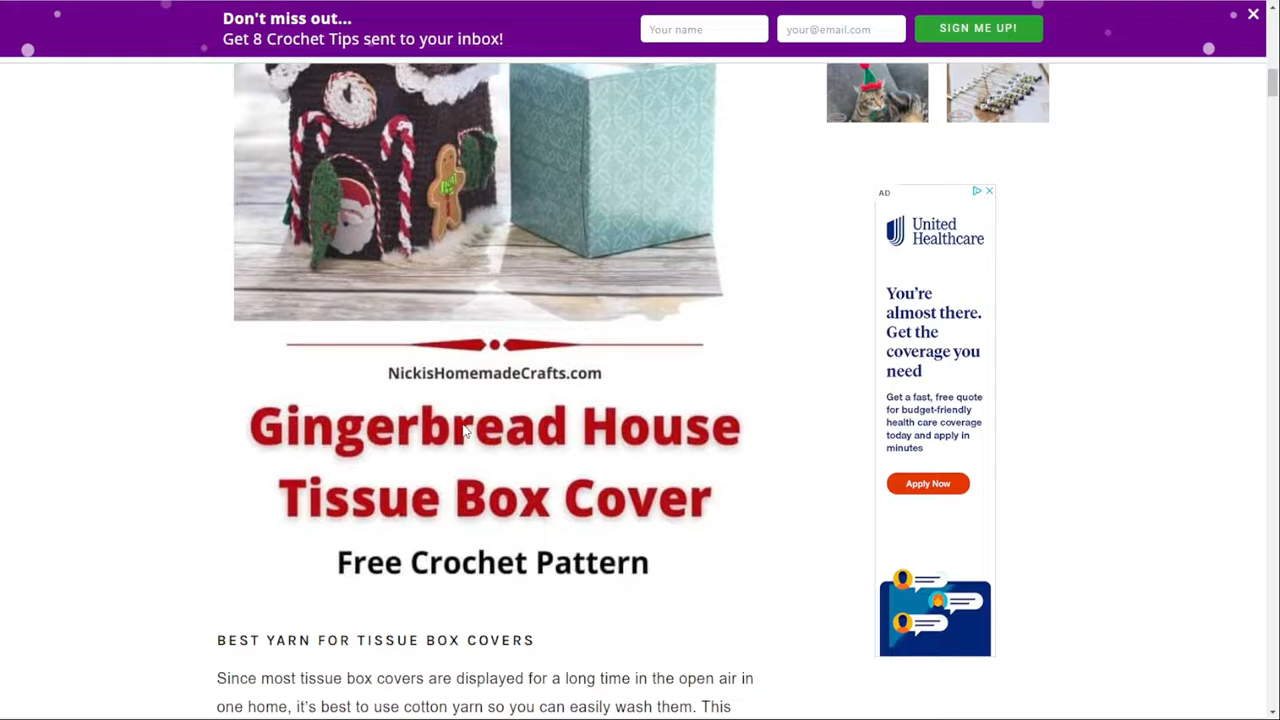 Don't miss out...
Get 8 Crochet Tips sent to your inbox!
Your name
your@email.com
SIGN ME UP!
NickisHomemadeCrafts.com
Gingerbread House
Tissue Box Cover
Free Crochet Pattern
BEST YARN FOR TISSUE BOX COVERS
Since most tissue box covers are displayed for a long time in the open air in
one home, it's best to use cotton yarn so you can easily wash them. This
AD
United
Healthcare
You're
almost there.
Get the
coverage you
need
Get a fast, free quote
for budget-friendly
health care coverage
today and apply in
minutes
Apply Now